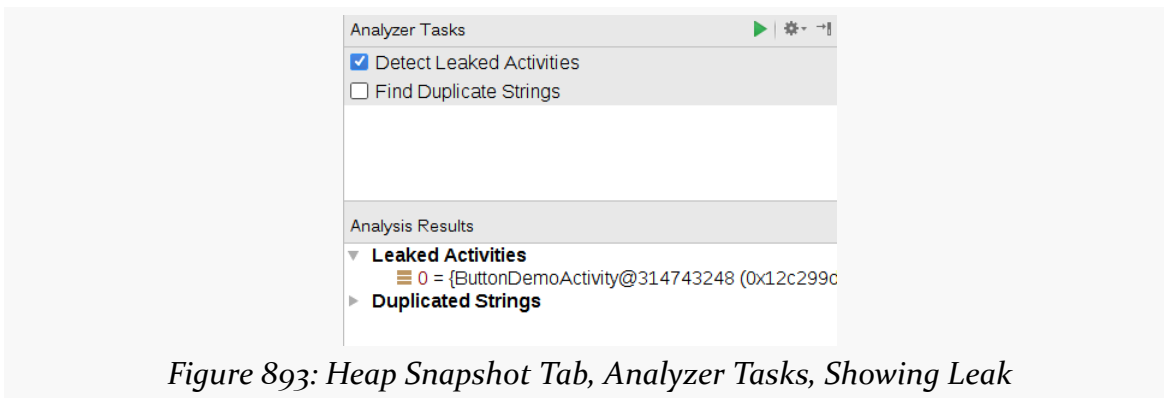 Analyzer Tasks
Detect Leaked Activities
Find Duplicate Strings
Analysis Results
Leaked Activities
0 = {ButtonDemoActivity@314743248 (0x12c299d
Duplicated Strings
Figure 893: Heap Snapshot Tab, Analyzer Tasks, Showing Leak